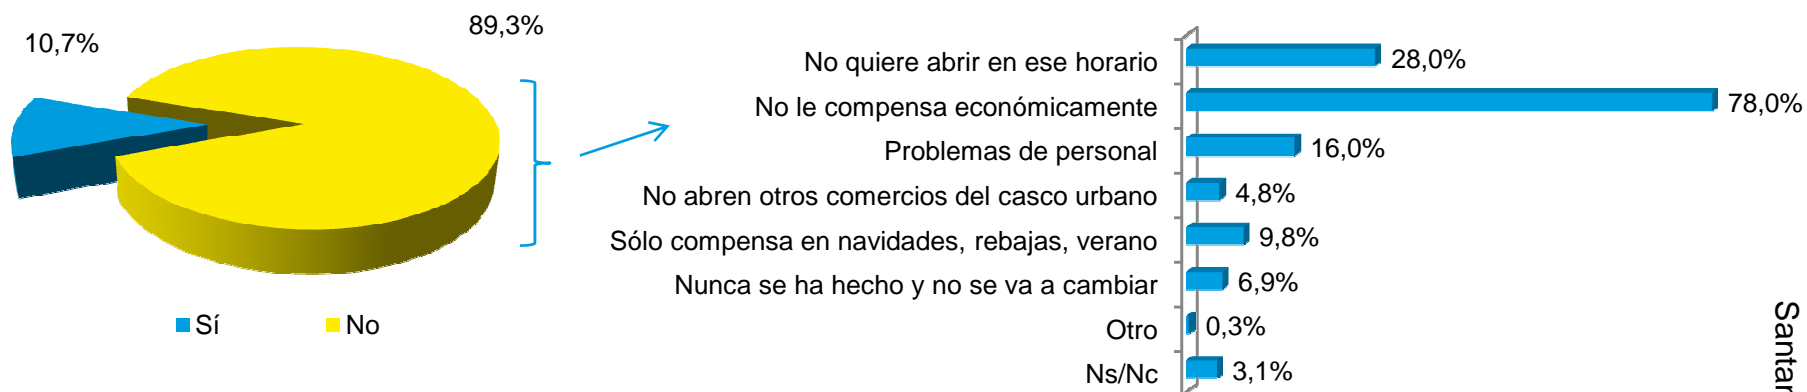 10,7%
89,3%
Sí
No
No quiere abrir en ese horario
28,0%
No le compensa económicamente
78,0%
Problemas de personal
16,0%
No abren otros comercios del casco urbano
4,8%
Sólo compensa en navidades, rebajas, verano
9,8%
Nunca se ha hecho y no se va a cambiar
6,9%
Otro
0,3%
Ns/Nc
3,1%